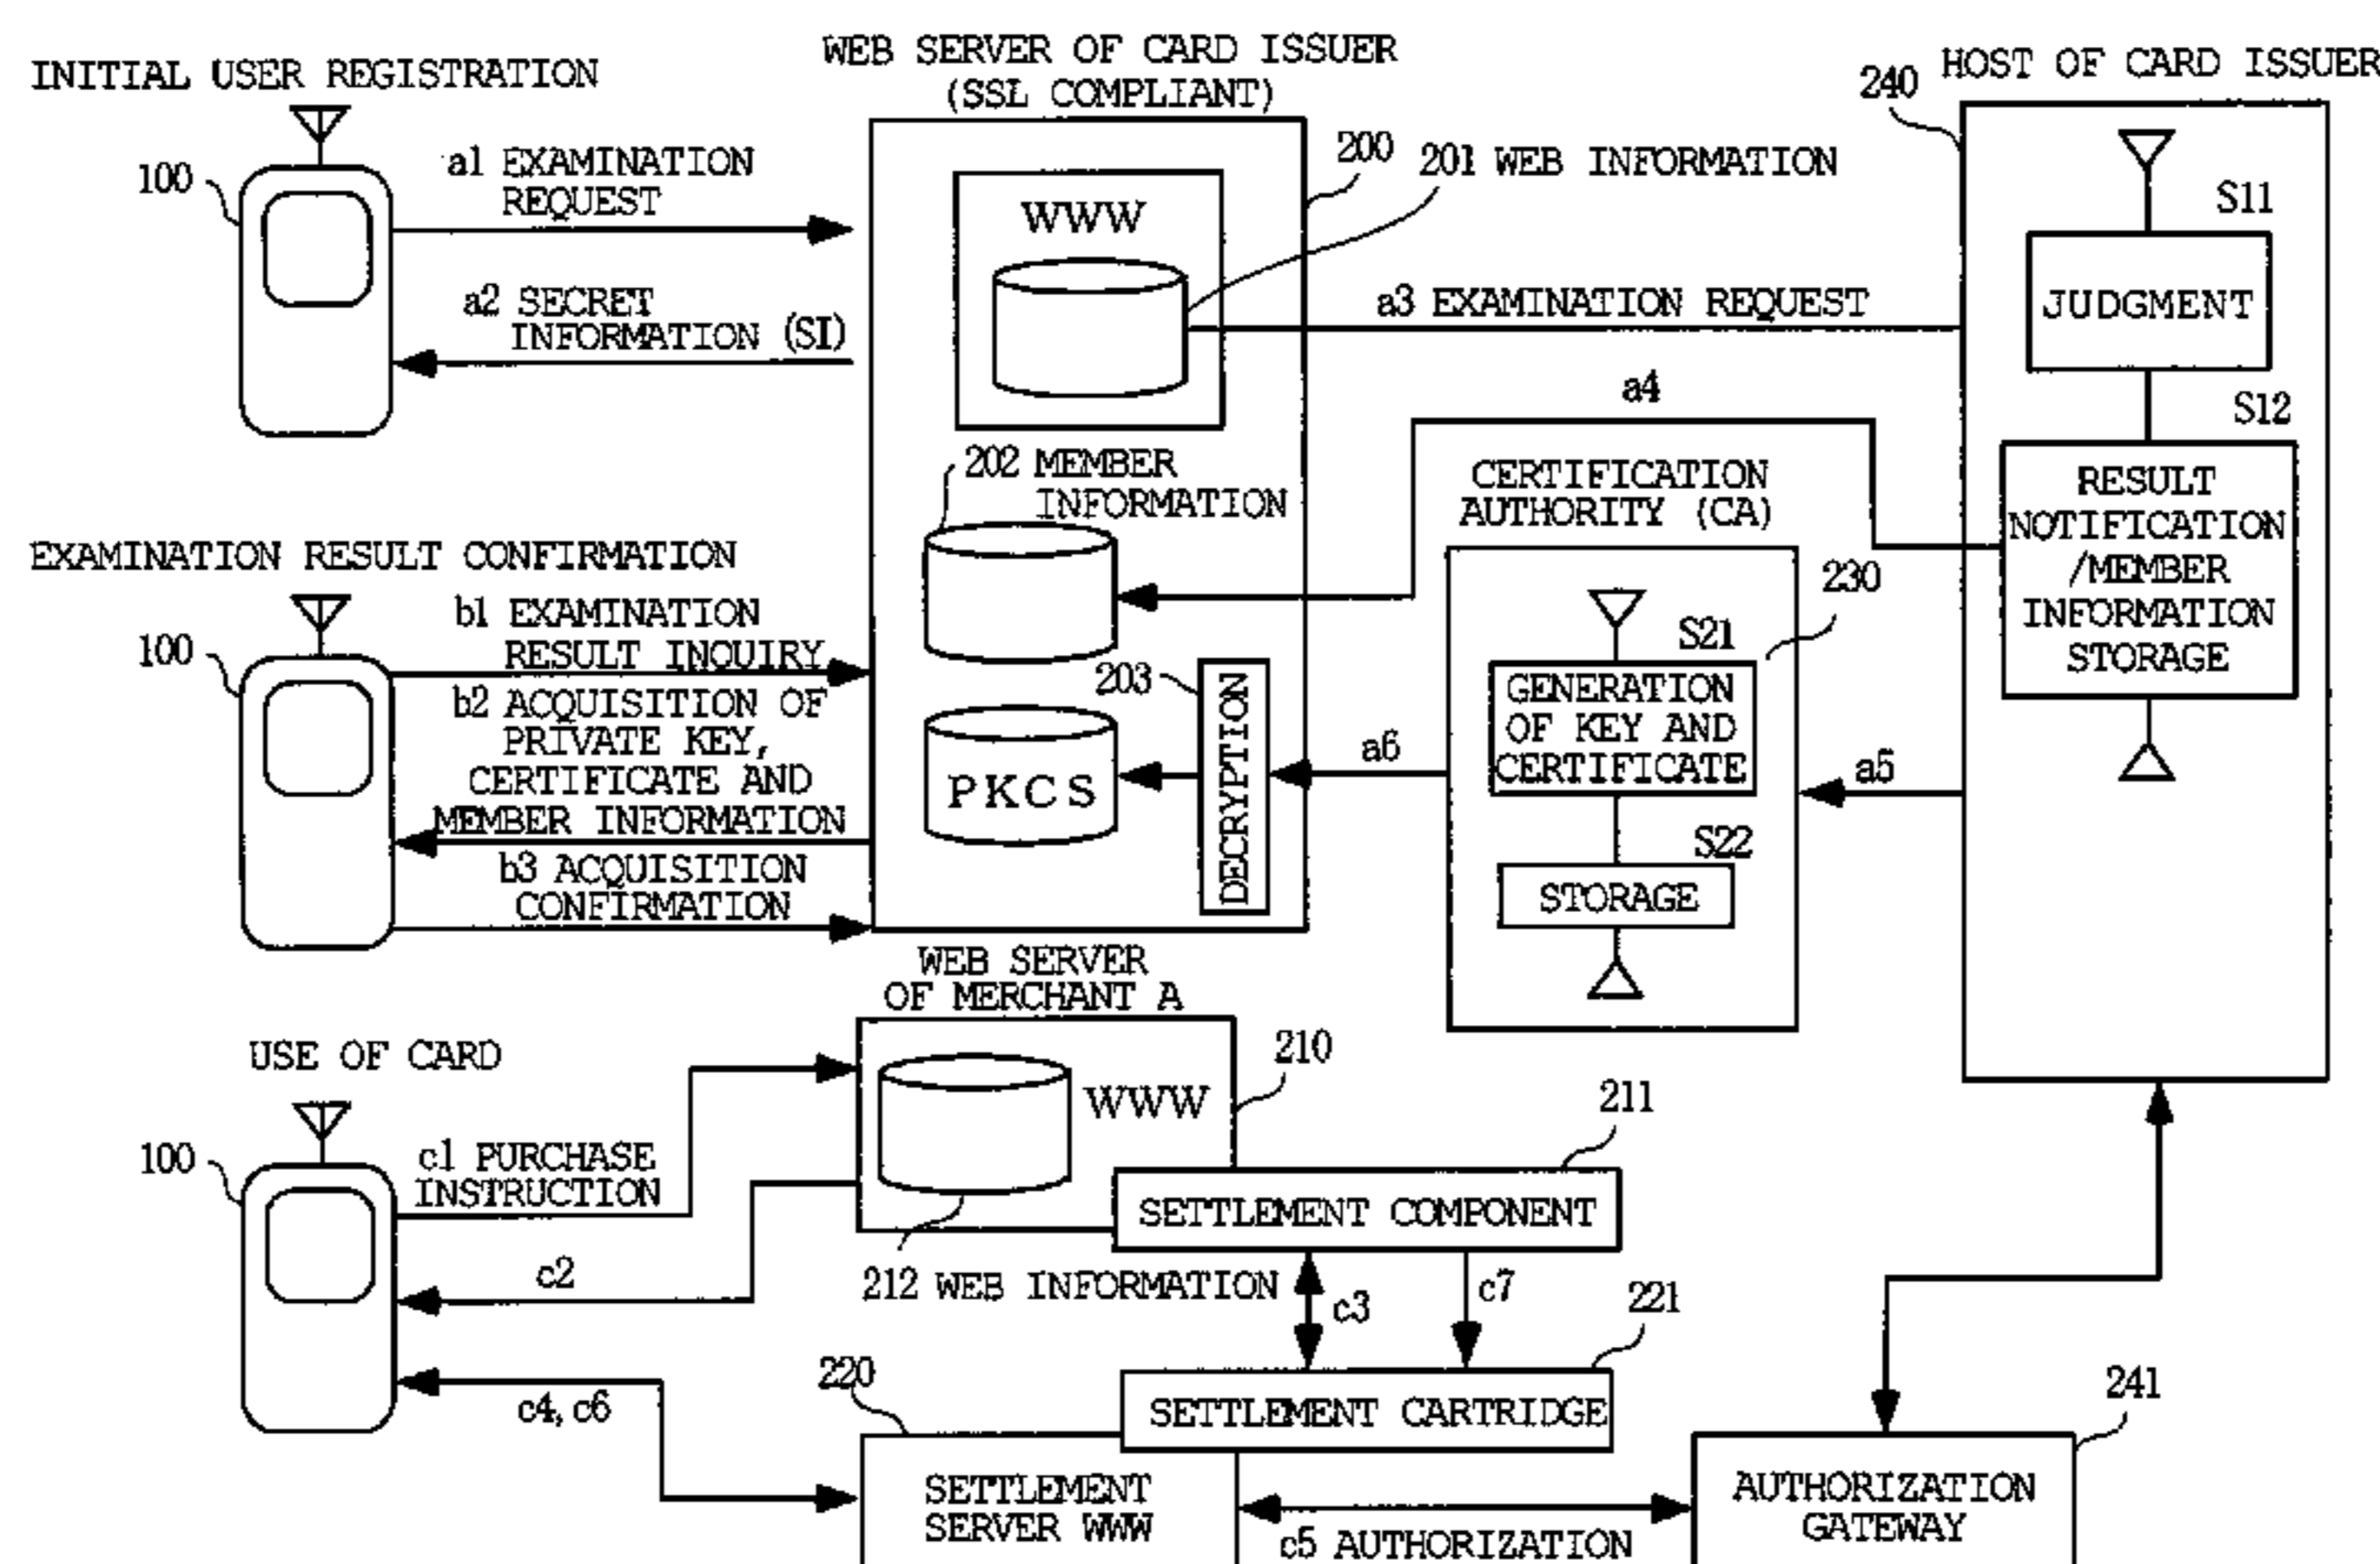 INITIAL USER REGISTRATION
WEB SERVER OF CARD ISSUER
(SSL COMPLIANT)
240
HOST OF CARD ISSUER
100
a1 EXAMINATION
REQUEST
a2 SECRET
INFORMATION (SI)
200
201 WEB INFORMATION
WWW
a3 EXAMINATION REQUEST
S11
JUDGMENT
a4
S12
RESULT
NOTIFICATION
/MEMBER
INFORMATION
STORAGE
202 MEMBER
INFORMATION
CERTIFICATION
AUTHORITY (CA)
EXAMINATION RESULT CONFIRMATION
100
b1 EXAMINATION
RESULT INQUIRY
b2 ACQUISITION OF
PRIVATE KEY,
CERTIFICATE AND
MEMBER INFORMATION
b3 ACQUISITION
CONFIRMATION
203
DECRYPTION
PKCS
a6
230
S21
GENERATION
OF KEY AND
CERTIFICATE
S22
STORAGE
a5
WEB SERVER
OF MERCHANT A
USE OF CARD
100
c1 PURCHASE
INSTRUCTION
WWW
210
211
SETTLEMENT COMPONENT
c2
212 WEB INFORMATION
c3
c7
221
c4, c6
220
SETTLEMENT CARTRIDGE
241
SETTLEMENT
SERVER WWW
c5 AUTHORIZATION
AUTHORIZATION
GATEWAY